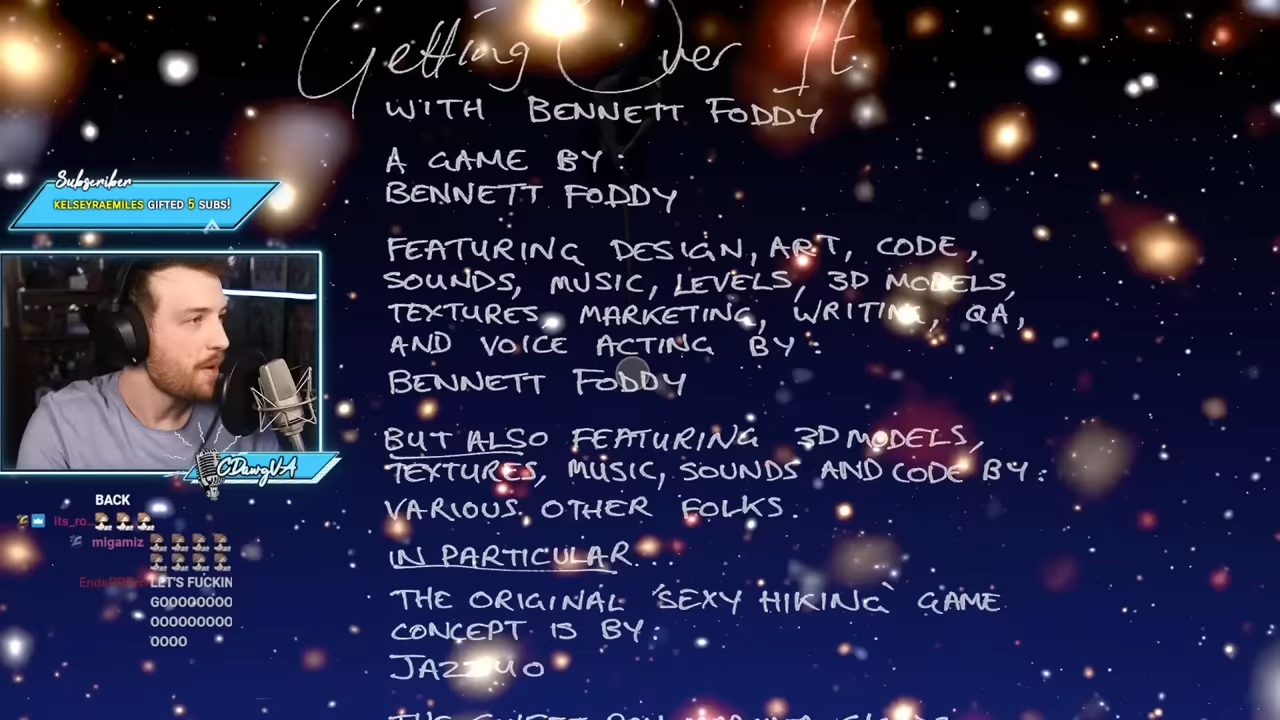 Getting Over It
WITH BENNETT FODDY
A GAME BY:
BENNETT FODDY
FEATURING DESIGN, ART, CODE,
SOUNDS, MUSIC, LEVELS, 3D MODELS,
TEXTURES, MARKETING, WRITING, QA,
AND VOICE ACTING BY:
BENNETT FODDY
BUT ALSO FEATURING 3D MODELS,
TEXTURES, MUSIC, SOUNDS AND CODE BY:
VARIOUS OTHER FOLKS.
IN PARTICULAR...
THE ORIGINAL 'SEXY HIKING' GAME
CONCEPT IS BY:
JAZZUO
Subscriber
KELSEYRAEMILES GIFTED 5 SUBS!
CDawgVA
BACK
its_ro...
migamiz
LET'S FUCKIN
GOOOOOOOO
OOOOOOOOO
OOOO